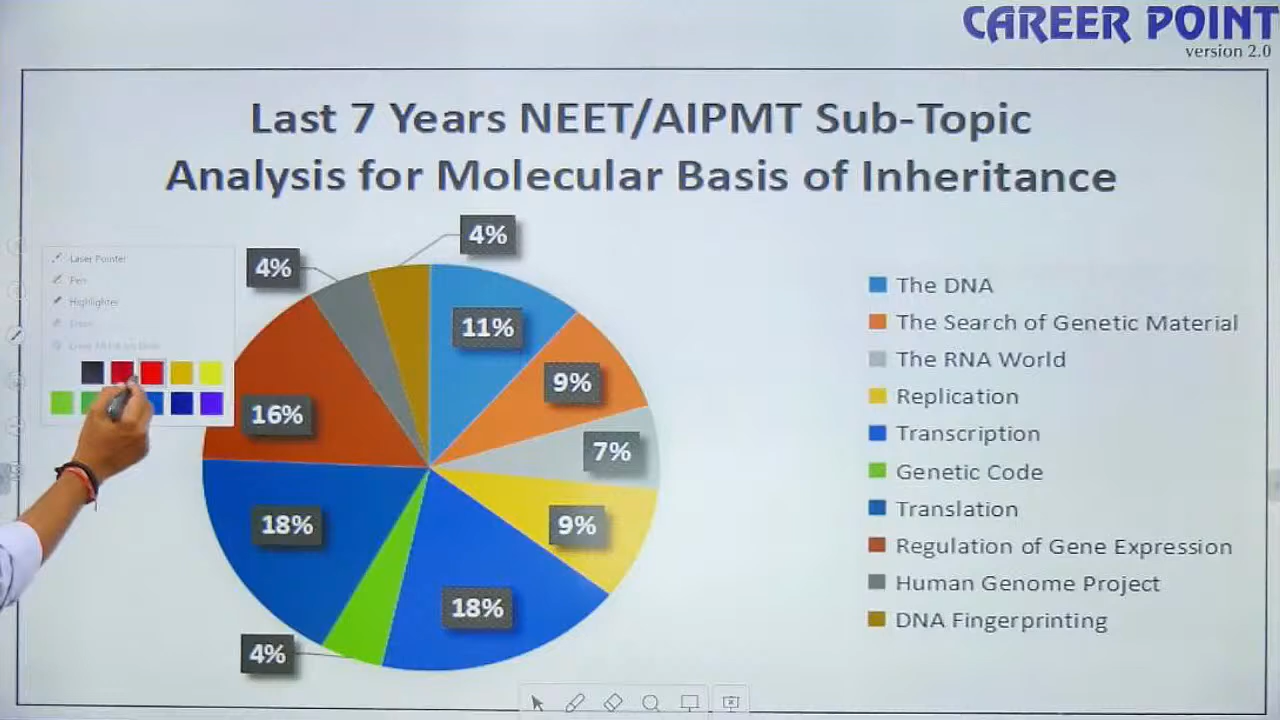 CAREER POINT
version 2.0
Last 7 Years NEET/AIPMT Sub-Topic
Analysis for Molecular Basis of Inheritance
4%
4%
11%
9%
7%
9%
18%
4%
18%
16%
Laser Pointer
Pen
Highlighter
The DNA
The Search of Genetic Material
The RNA World
Replication
Transcription
Genetic Code
Translation
Regulation of Gene Expression
Human Genome Project
DNA Fingerprinting